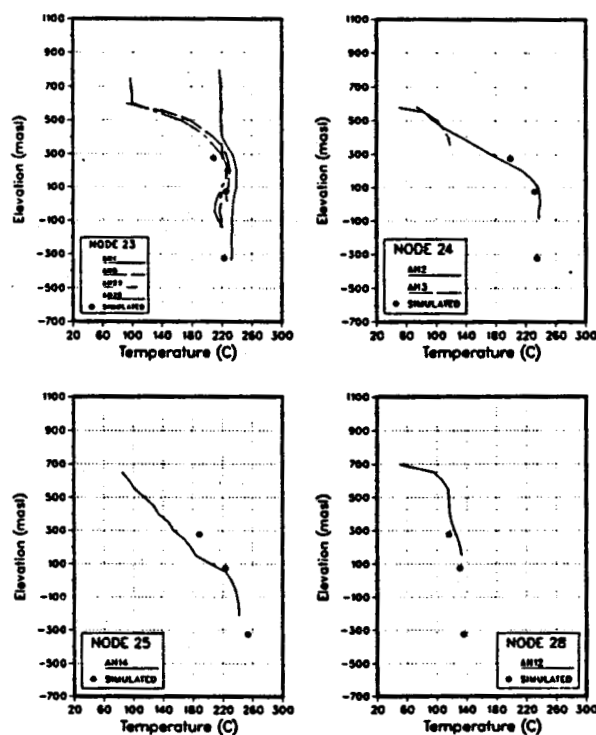 1100
900
700
500
300
100
-100
-300
-500
-700
Elevation (masl)
NODE 23
SIMULATED
20 60 100 140 180 220 260 300
Temperature (C)
1100
900
700
500
300
100
-100
-300
-500
-700
Elevation (masl)
NODE 24
AH2
AH3
SIMULATED
20 60 100 140 180 220 260 300
Temperature (C)
1100
900
700
500
300
100
-100
-300
-500
-700
Elevation (masl)
NODE 25
AH14
SIMULATED
20 60 100 140 180 220 260 300
Temperature (C)
1100
900
700
500
300
100
-100
-300
-500
-700
Elevation (masl)
NODE 28
AH12
SIMULATED
20 60 100 140 180 220 260 300
Temperature (C)